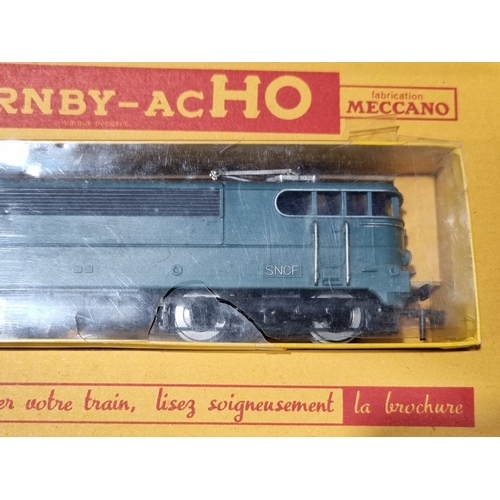 RNBY-ACHO
fabrication
MECCANO
SNCF
er votre train, lisez soigneusement la brochure